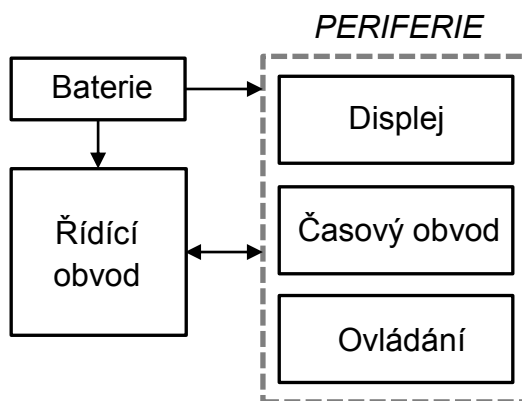 PERIFERIE
Baterie
Displej
Řídící
obvod
Časový obvod
Ovládání